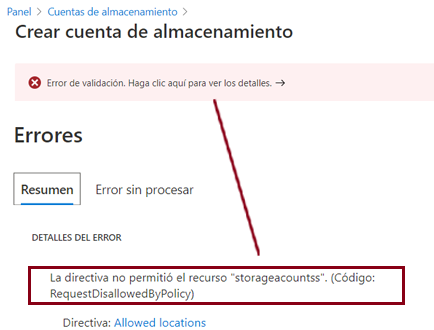 Panel > Cuentas de almacenamiento >
Crear cuenta de almacenamiento
Error de validación. Haga clic aquí para ver los detalles. →
Errores
Resumen Error sin procesar
DETALLES DEL ERROR
La directiva no permitió el recurso "storageacountss". (Código:
RequestDisallowedByPolicy)
Directiva: Allowed locations